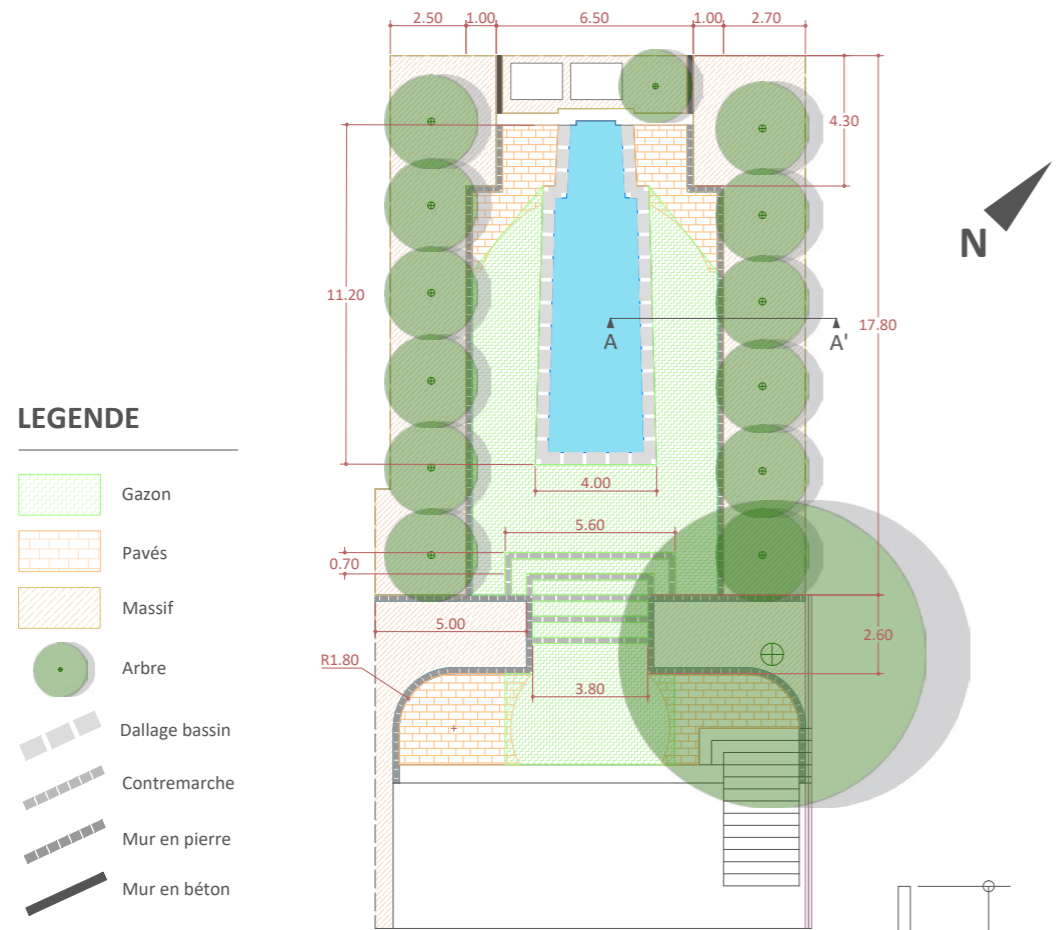 2.50 1.00 6.50 1.00 2.70
4.30
N
11.20
17.80
A A'
LEGENDE
4.00
Gazon
5.60
Pavés
0.70
Massif
5.00
2.60
R1.80
Arbre
3.80
Dallage bassin
Contremarche
Mur en pierre
Mur en béton